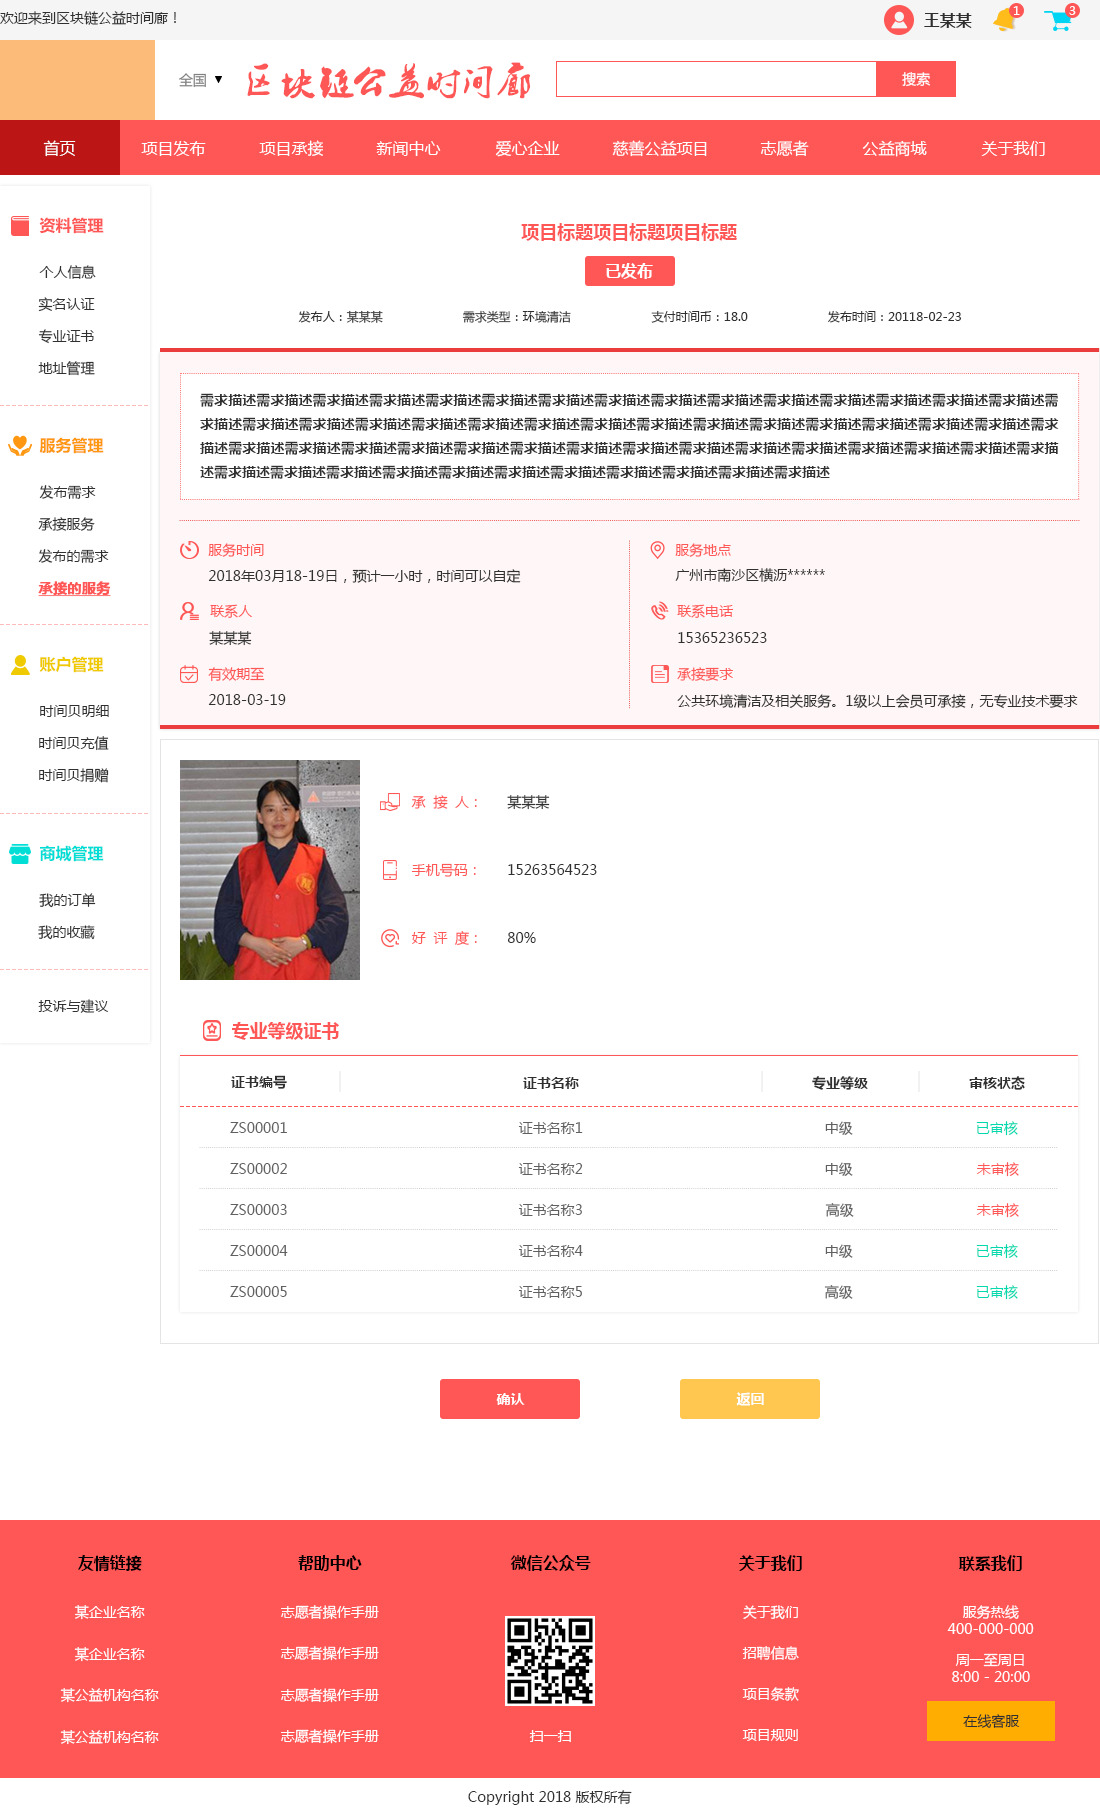 欢迎来到区块链公益时间廊！
王某某
1
3
全国 ▼
区块链公益时间廊
搜索
首页 项目发布 项目承接 新闻中心 爱心企业 慈善公益项目 志愿者 公益商城 关于我们
资料管理
个人信息
实名认证
专业证书
地址管理
服务管理
发布需求
承接服务
发布的需求
承接的服务
账户管理
时间贝明细
时间贝充值
时间贝捐赠
商城管理
我的订单
我的收藏
投诉与建议
项目标题项目标题项目标题
已发布
发布人：某某某 需求类型：环境清洁 支付时间币：18.0 发布时间：20118-02-23
需求描述需求描述需求描述需求描述需求描述需求描述需求描述需求描述需求描述需求描述需求描述需求描述需求描述需求描述需求描述需
求描述需求描述需求描述需求描述需求描述需求描述需求描述需求描述需求描述需求描述需求描述需求描述需求描述需求描述需求描述需求
描述需求描述需求描述需求描述需求描述需求描述需求描述需求描述需求描述需求描述需求描述需求描述需求描述需求描述需求描述需求描
述需求描述需求描述需求描述需求描述需求描述需求描述需求描述需求描述需求描述需求描述需求描述
服务时间
2018年03月18-19日，预计一小时，时间可以自定
服务地点
广州市南沙区横沥******
联系人
某某某
联系电话
15365236523
有效期至
2018-03-19
承接要求
公共环境清洁及相关服务。1级以上会员可承接，无专业技术要求
承 接 人： 某某某
手机号码： 15263564523
好 评 度： 80%
专业等级证书
证书编号 证书名称 专业等级 审核状态
ZS00001 证书名称1 中级 已审核
ZS00002 证书名称2 中级 未审核
ZS00003 证书名称3 高级 未审核
ZS00004 证书名称4 中级 已审核
ZS00005 证书名称5 高级 已审核
确认
返回
友情链接
某企业名称
某企业名称
某公益机构名称
某公益机构名称
帮助中心
志愿者操作手册
志愿者操作手册
志愿者操作手册
志愿者操作手册
微信公众号
扫一扫
关于我们
关于我们
招聘信息
项目条款
项目规则
联系我们
服务热线
400-000-000
周一至周日
8:00 - 20:00
在线客服
Copyright 2018 版权所有